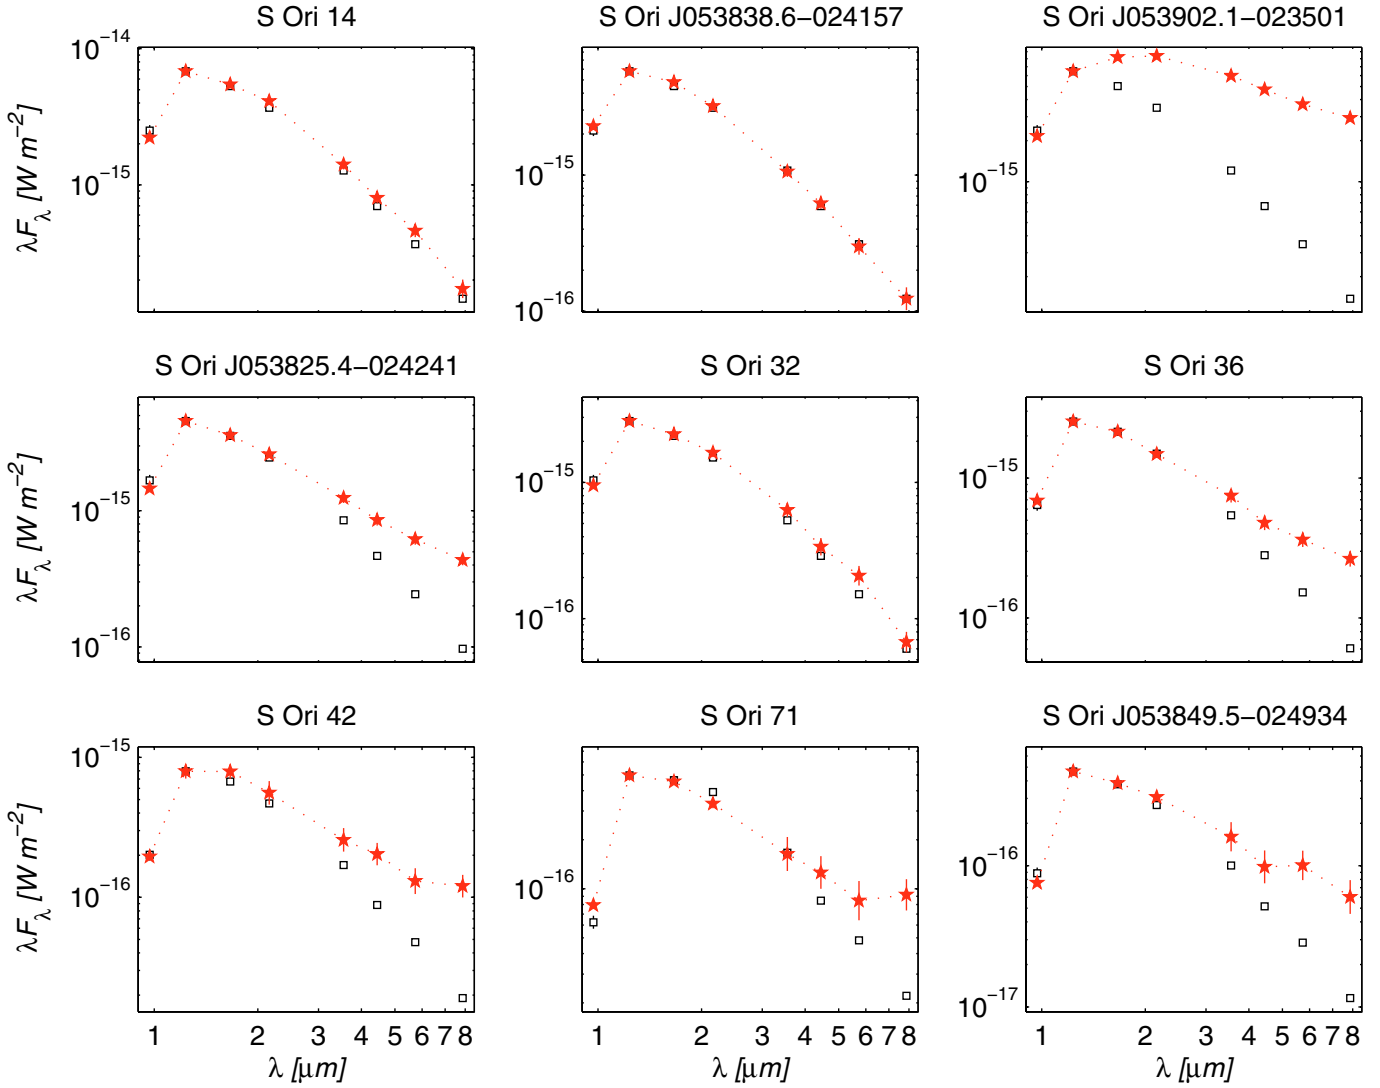 S Ori 14
S Ori J053838.6−024157
S Ori J053902.1−023501
10⁻¹⁴
10⁻¹⁵
λF_λ [W m⁻²]
10⁻¹⁵
10⁻¹⁶
10⁻¹⁵
S Ori J053825.4−024241
S Ori 32
S Ori 36
10⁻¹⁵
10⁻¹⁶
λF_λ [W m⁻²]
10⁻¹⁵
10⁻¹⁶
10⁻¹⁵
10⁻¹⁶
S Ori 42
S Ori 71
S Ori J053849.5−024934
10⁻¹⁵
10⁻¹⁶
λF_λ [W m⁻²]
10⁻¹⁶
10⁻¹⁶
10⁻¹⁷
1 2 3 4 5 6 7 8
1 2 3 4 5 6 7 8
1 2 3 4 5 6 7 8
λ [μm]
λ [μm]
λ [μm]